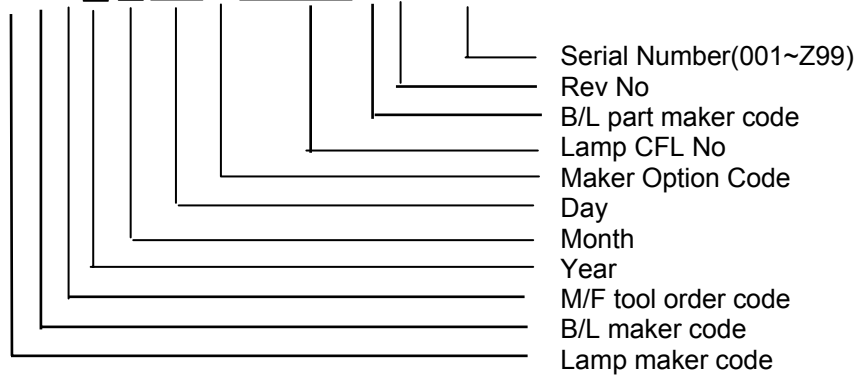 Serial Number(001~Z99)
Rev No
B/L part maker code
Lamp CFL No
Maker Option Code
Day
Month
Year
M/F tool order code
B/L maker code
Lamp maker code